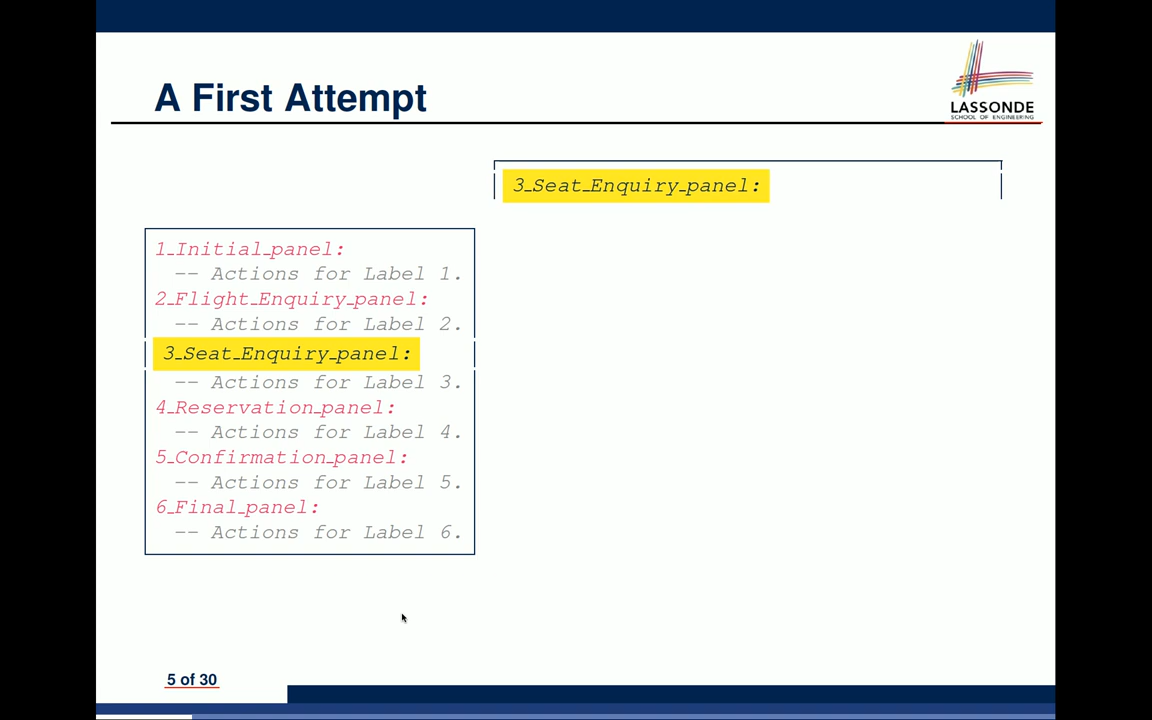 A First Attempt
LASSONDE
SCHOOL OF ENGINEERING
3_Seat_Enquiry_panel:
1_Initial_panel:
-- Actions for Label 1.
2_Flight_Enquiry_panel:
-- Actions for Label 2.
3_Seat_Enquiry_panel:
-- Actions for Label 3.
4_Reservation_panel:
-- Actions for Label 4.
5_Confirmation_panel:
-- Actions for Label 5.
6_Final_panel:
-- Actions for Label 6.
5 of 30